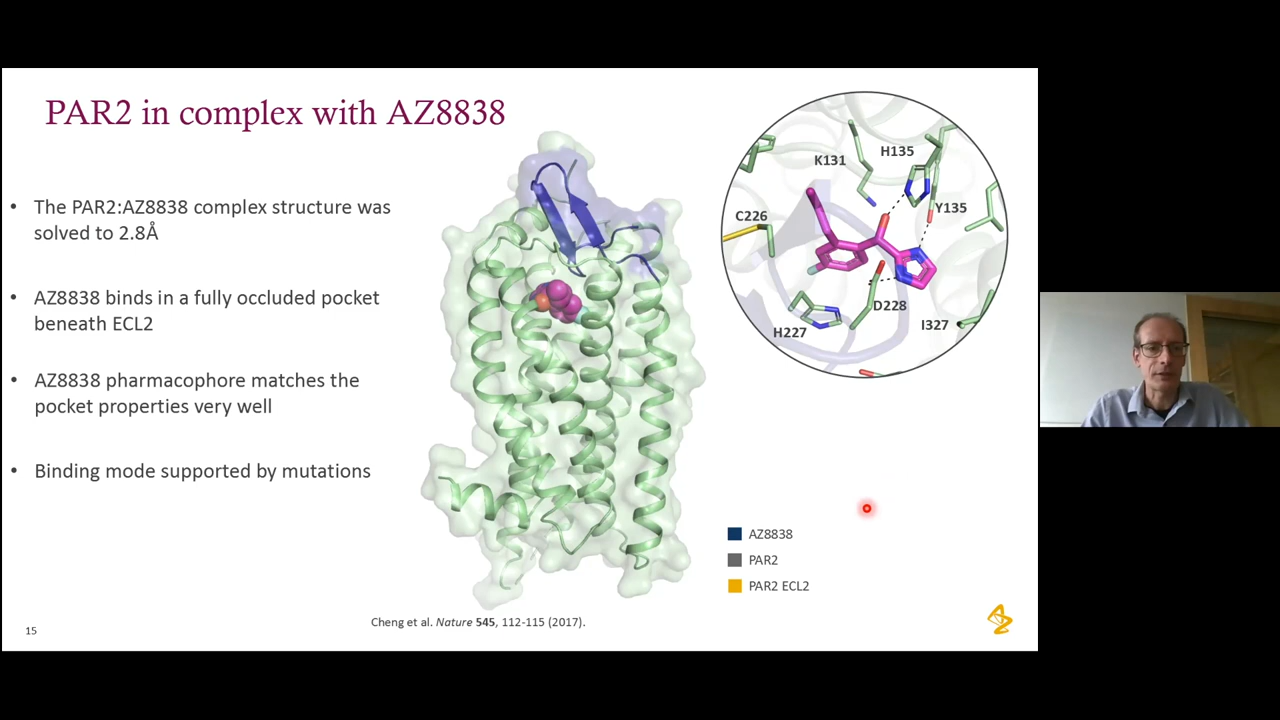 PAR2 in complex with AZ8838
• The PAR2:AZ8838 complex structure was
solved to 2.8Å
• AZ8838 binds in a fully occluded pocket
beneath ECL2
• AZ8838 pharmacophore matches the
pocket properties very well
• Binding mode supported by mutations
K131
H135
C226
Y135
D228
H227
I327
AZ8838
PAR2
PAR2 ECL2
Cheng et al. Nature 545, 112-115 (2017).
15